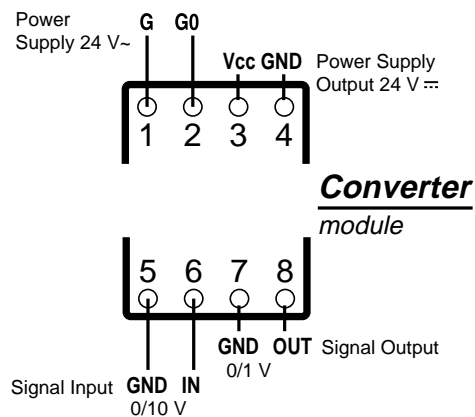 Power G G0
Supply 24 V~
Vcc GND Power Supply
Output 24 V ⎓
1 2 3 4
Converter
module
5 6 7 8
GND OUT Signal Output
0/1 V
Signal Input GND IN
0/10 V